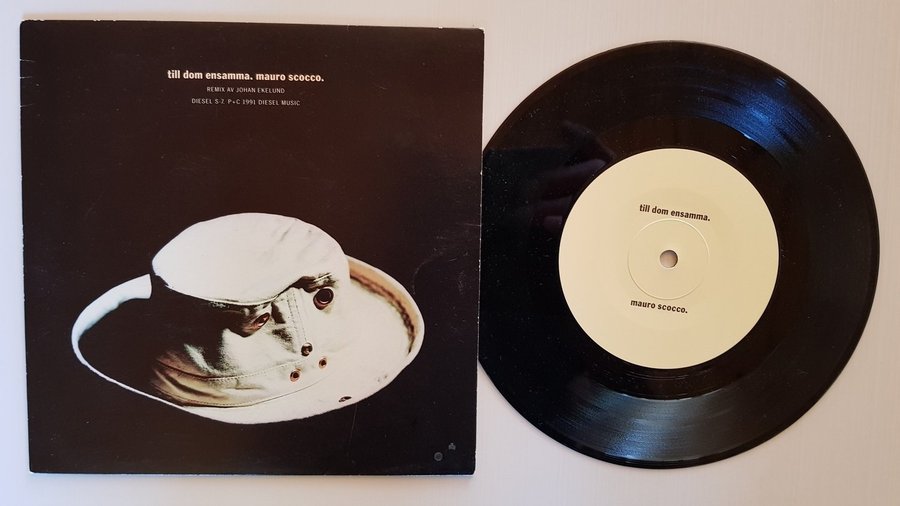 till dom ensamma. mauro scocco.
REMIX AV JOHAN EKELUND
DIESEL S-7. P+C 1991 DIESEL MUSIC
till dom ensamma.
mauro scocco.